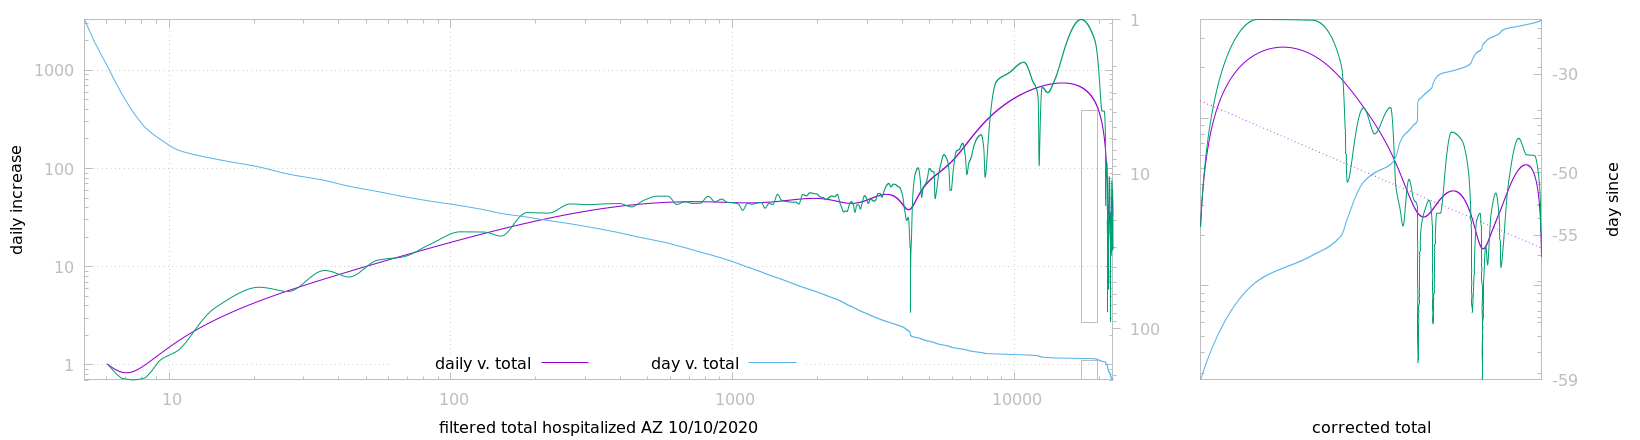 daily increase
1000
100
10
1
10
100
1000
10000
1
10
100
daily v. total
day v. total
filtered total hospitalized AZ 10/10/2020
-30
-50
-55
-59
day since
corrected total